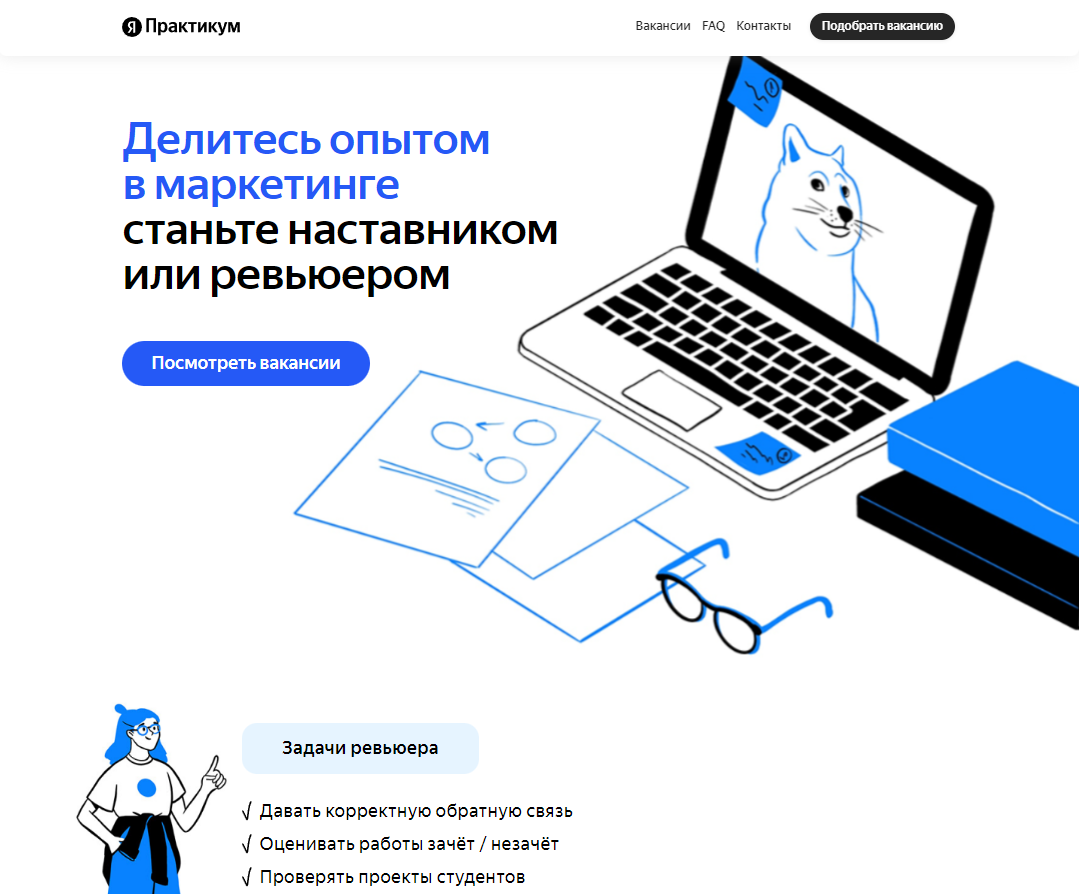 Я Практикум
Вакансии FAQ Контакты Подобрать вакансию
Делитесь опытом
в маркетинге
станьте наставником
или ревьюером
Посмотреть вакансии
Задачи ревьюера
√ Давать корректную обратную связь
√ Оценивать работы зачёт / незачёт
√ Проверять проекты студентов